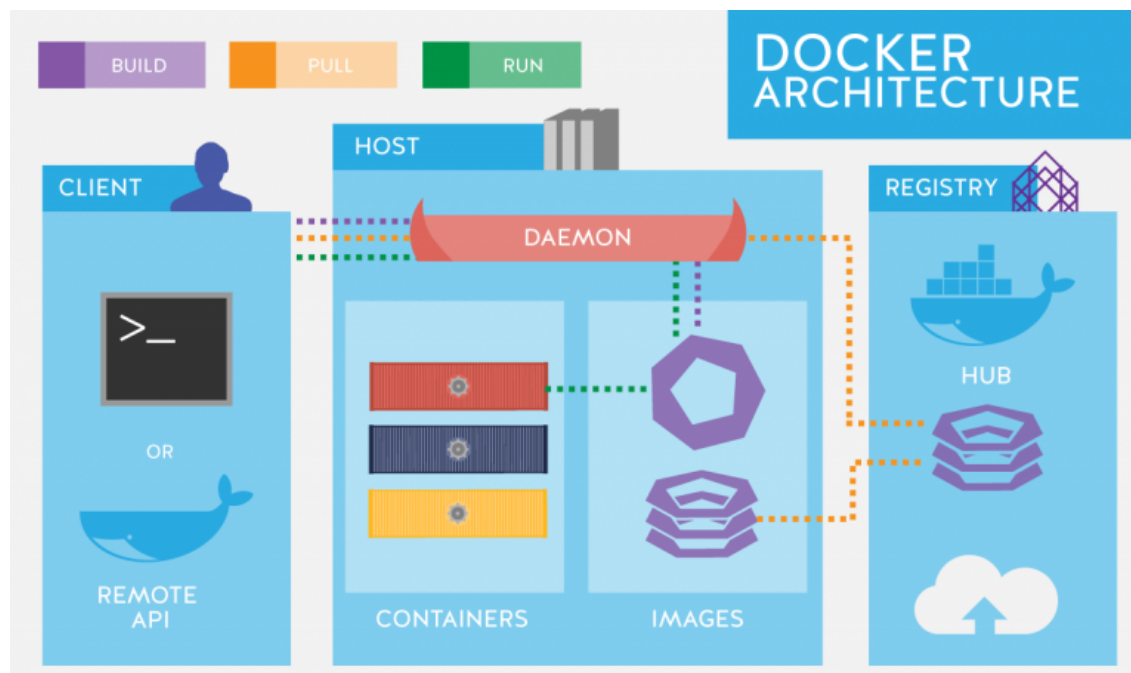 BUILD
PULL
RUN
DOCKER
ARCHITECTURE
HOST
CLIENT
REGISTRY
DAEMON
>_
HUB
OR
REMOTE
API
CONTAINERS
IMAGES